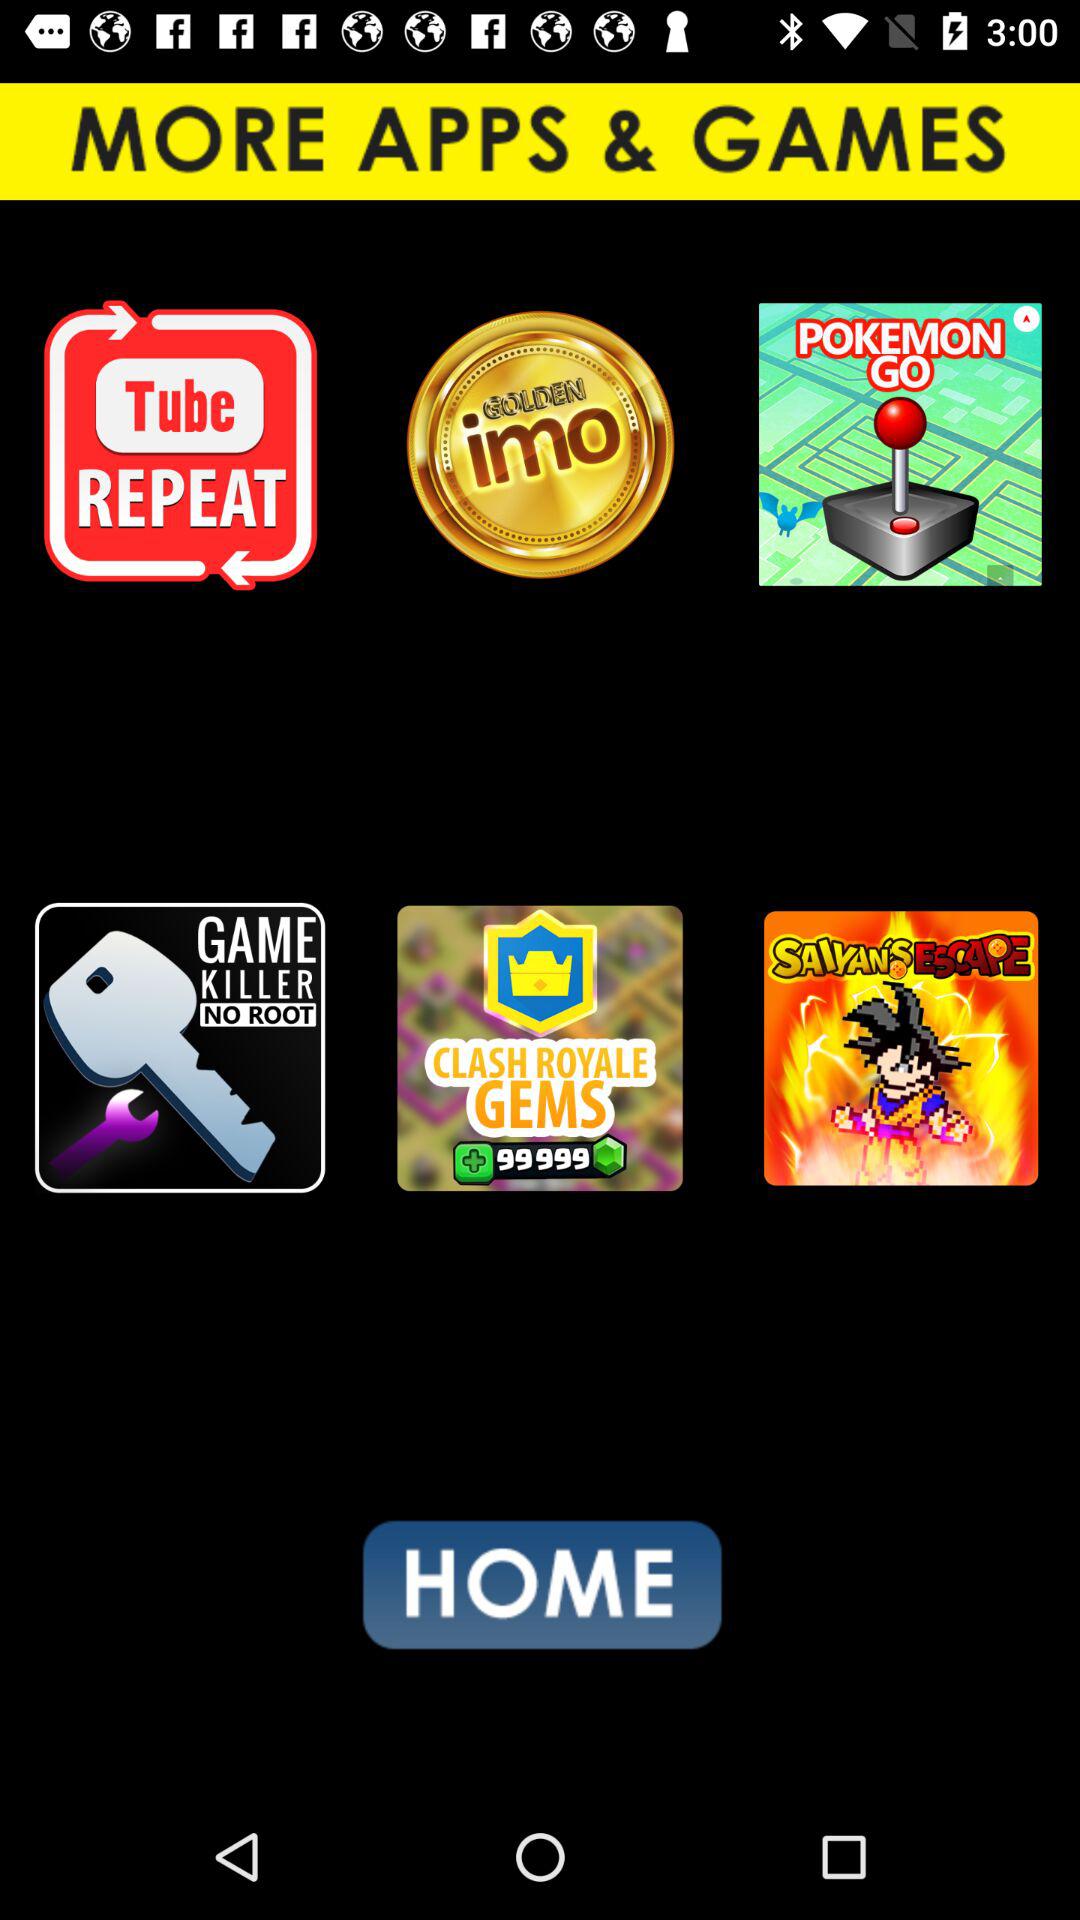 3:00
MORE APPS & GAMES
Tube
REPEAT
GOLDEN
imo
POKEMON
GO
GAME
KILLER
NO ROOT
CLASH ROYALE
GEMS
99999
SAIYAN'S ESCAPE
HOME